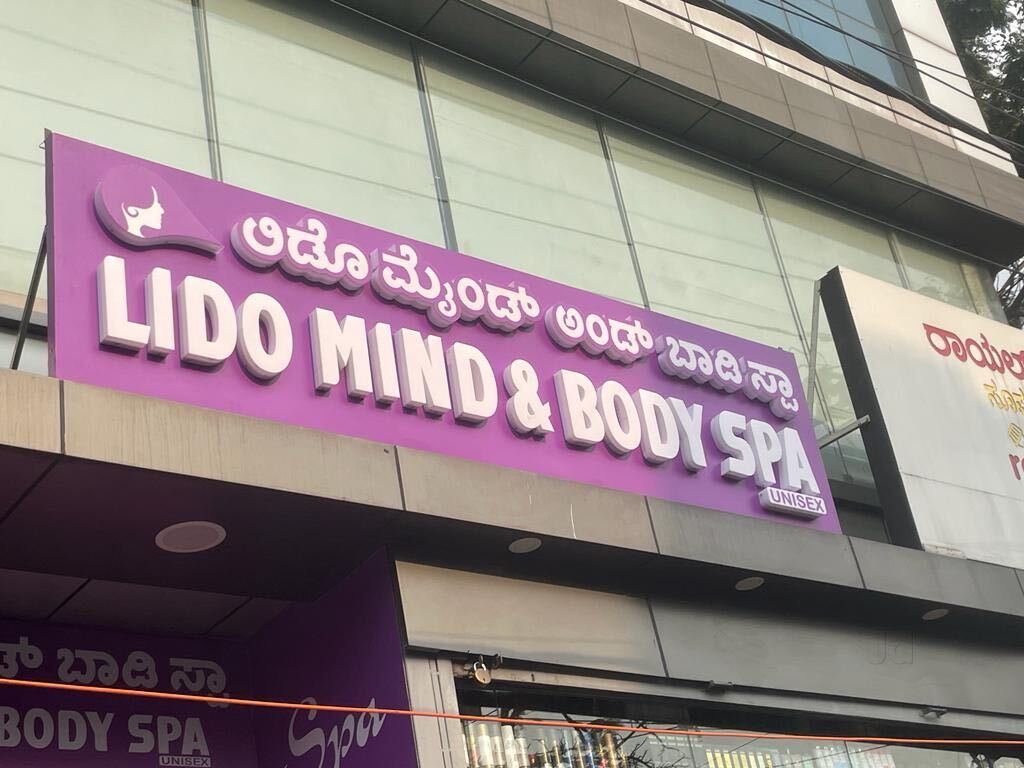 ಲಿಡೊ ಮೈಂಡ್ ಅಂಡ್ ಬಾಡಿ ಸ್ಪಾ
LIDO MIND & BODY SPA
UNISEX
ಬಾಡಿ ಸ್ಪಾ
BODY SPA
UNISEX
Spa